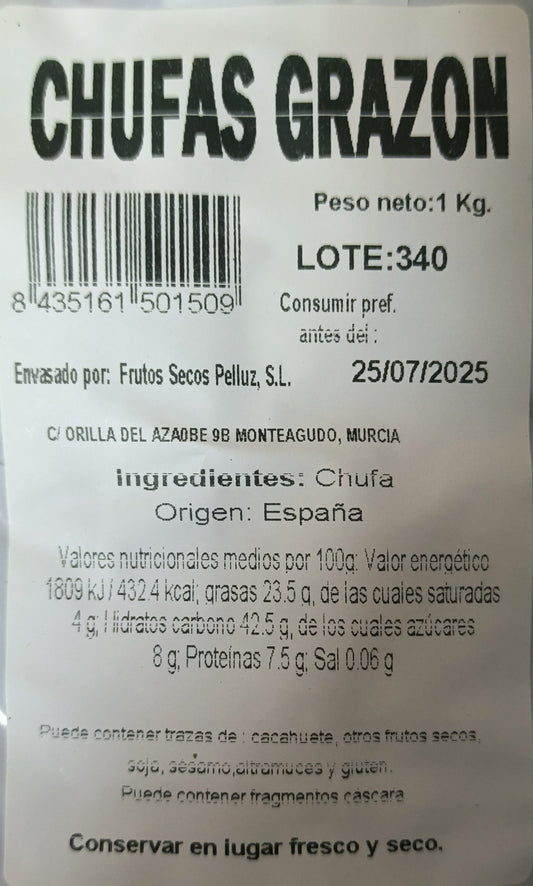 CHUFAS GRAZON
Peso neto:1 Kg.
LOTE:340
8 435161 501509
Consumir pref.
antes del :
25/07/2025
Envasado por: Frutos Secos Pelluz, S.L.
C/ ORILLA DEL AZAOBE 9B MONTEAGUDO, MURCIA
Ingredientes: Chufa
Origen: España
Valores nutricionales medios por 100g: Valor energético
1809 kJ / 432.4 kcal; grasas 23.5 g, de las cuales saturadas
4 g; Hidratos carbono 42.5 g, de los cuales azúcares
8 g; Proteínas 7.5 g; Sal 0.06 g
Puede contener trazas de : cacahuete, otros frutos secos,
soja, sésamo,altramuces y gluten.
Puede contener fragmentos cáscara
Conservar en lugar fresco y seco.